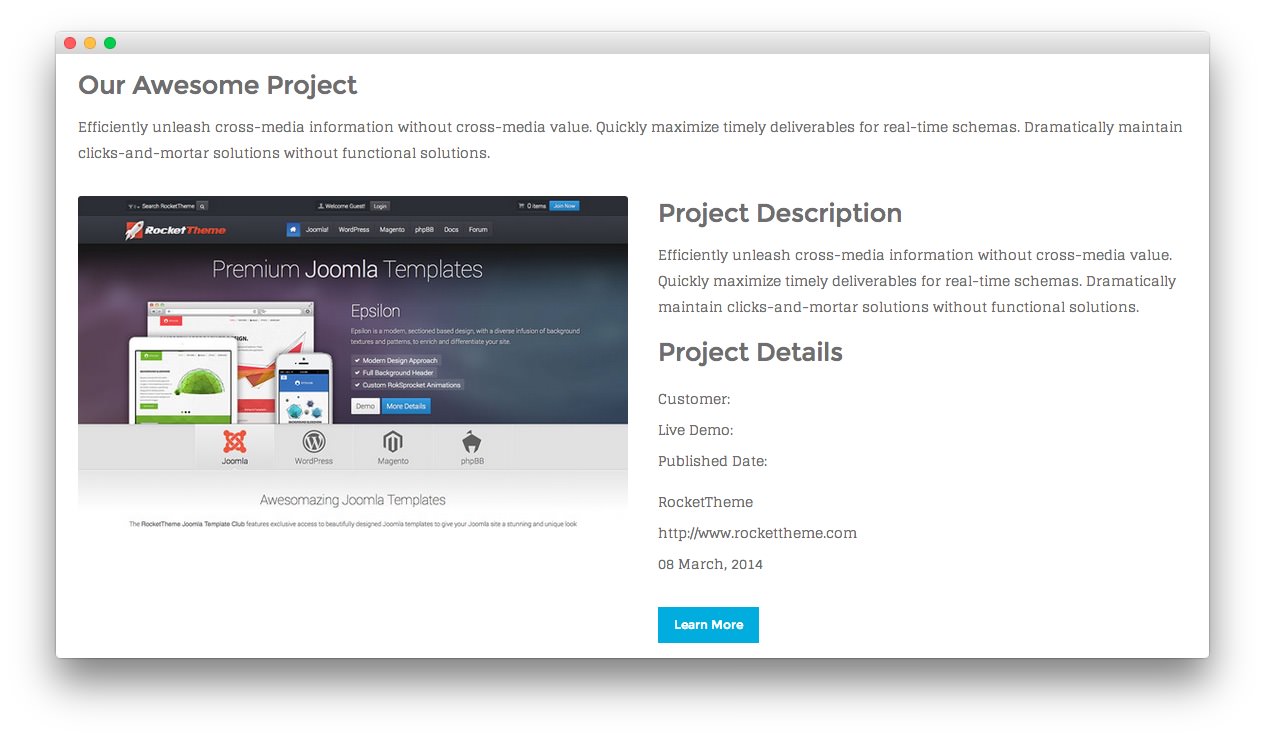 Our Awesome Project
Efficiently unleash cross-media information without cross-media value. Quickly maximize timely deliverables for real-time schemas. Dramatically maintain
clicks-and-mortar solutions without functional solutions.
Search RocketTheme
Welcome Guest! Login
0 items Join Now
RocketTheme
Joomla! WordPress Magento phpBB Docs Forum
Premium Joomla Templates
Epsilon
Epsilon is a modern, sectioned based design, with a diverse infusion of background
textures and patterns, to enrich and differentiate your site.
Modern Design Approach
Full Background Header
Custom RokSprocket Animations
Demo More Details
Joomla WordPress Magento phpBB
Awesomazing Joomla Templates
The RocketTheme Joomla Template Club features exclusive access to beautifully designed Joomla templates to give your Joomla site a stunning and unique look
Project Description
Efficiently unleash cross-media information without cross-media value.
Quickly maximize timely deliverables for real-time schemas. Dramatically
maintain clicks-and-mortar solutions without functional solutions.
Project Details
Customer:
Live Demo:
Published Date:
RocketTheme
http://www.rockettheme.com
08 March, 2014
Learn More